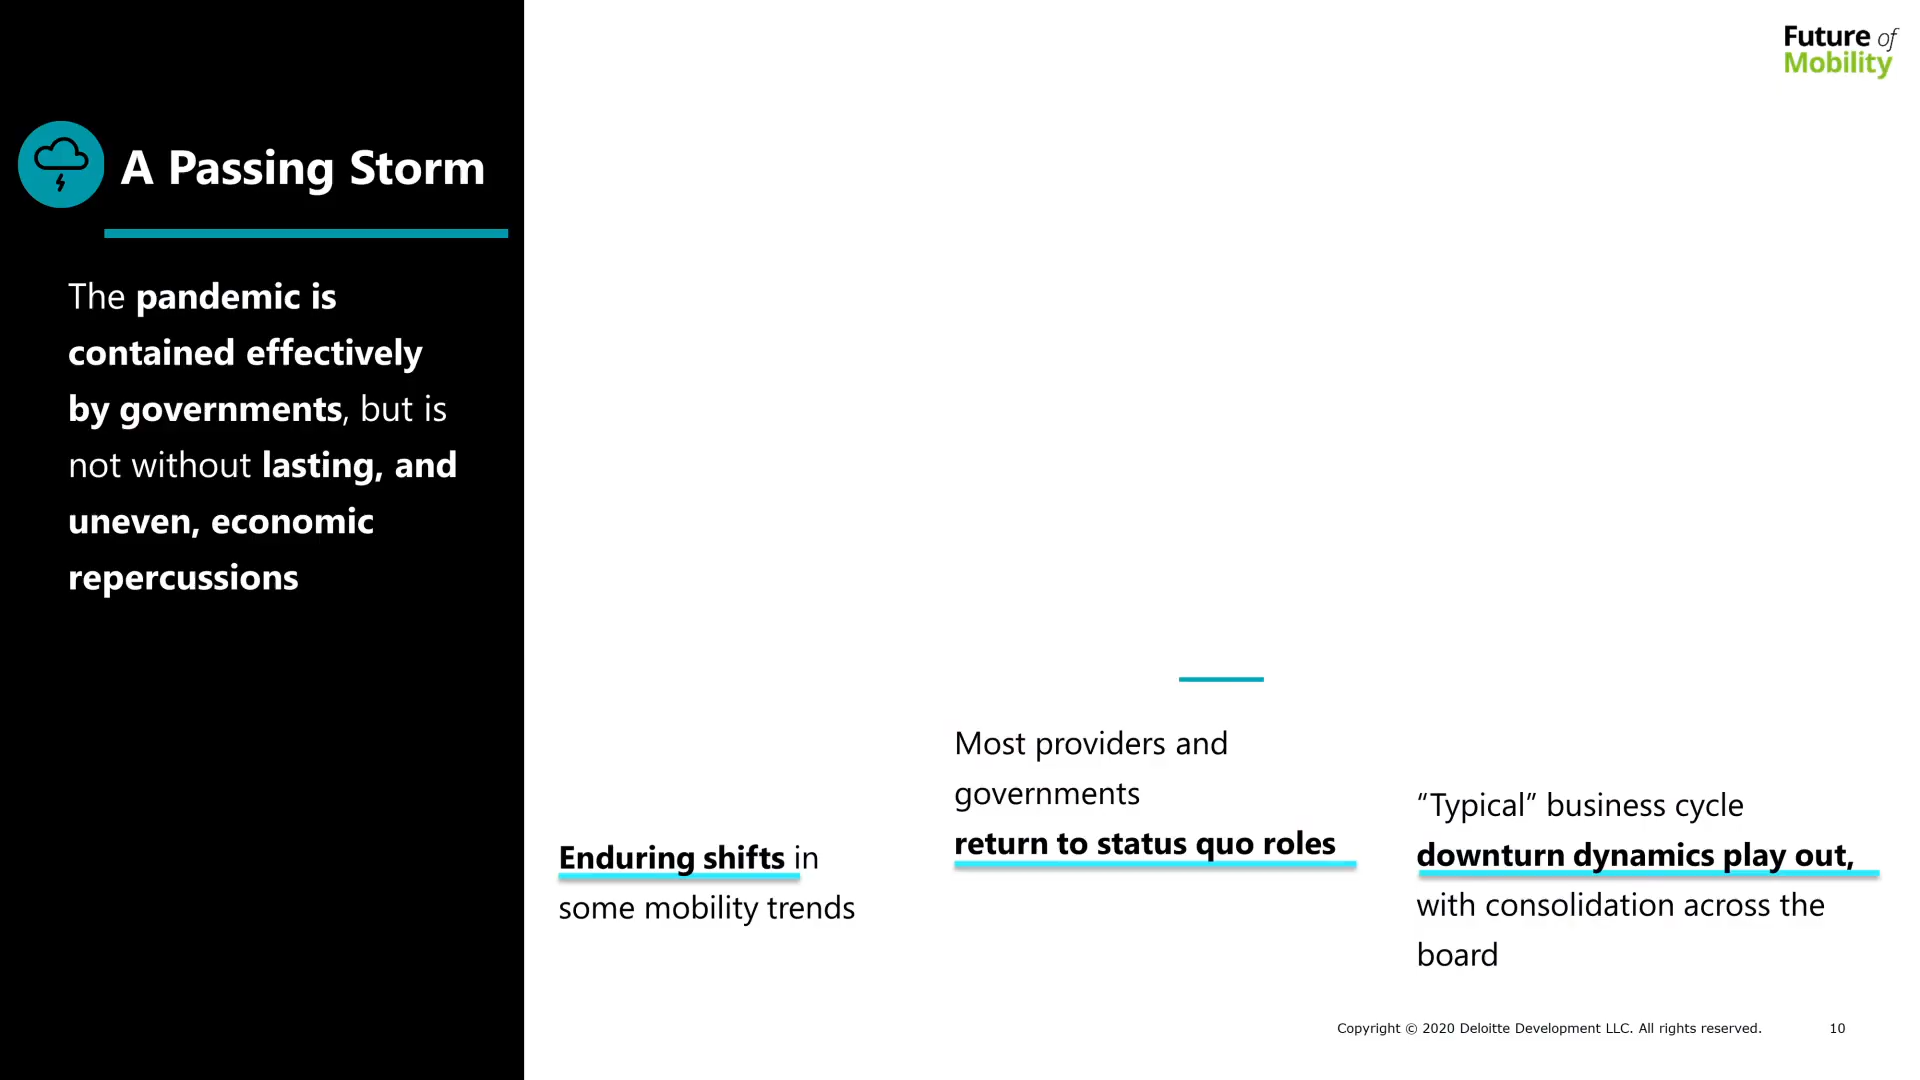 Future of
Mobility
A Passing Storm
The pandemic is
contained effectively
by governments, but is
not without lasting, and
uneven, economic
repercussions
Enduring shifts in
some mobility trends
Most providers and
governments
return to status quo roles
“Typical” business cycle
downturn dynamics play out,
with consolidation across the
board
Copyright © 2020 Deloitte Development LLC. All rights reserved.
10